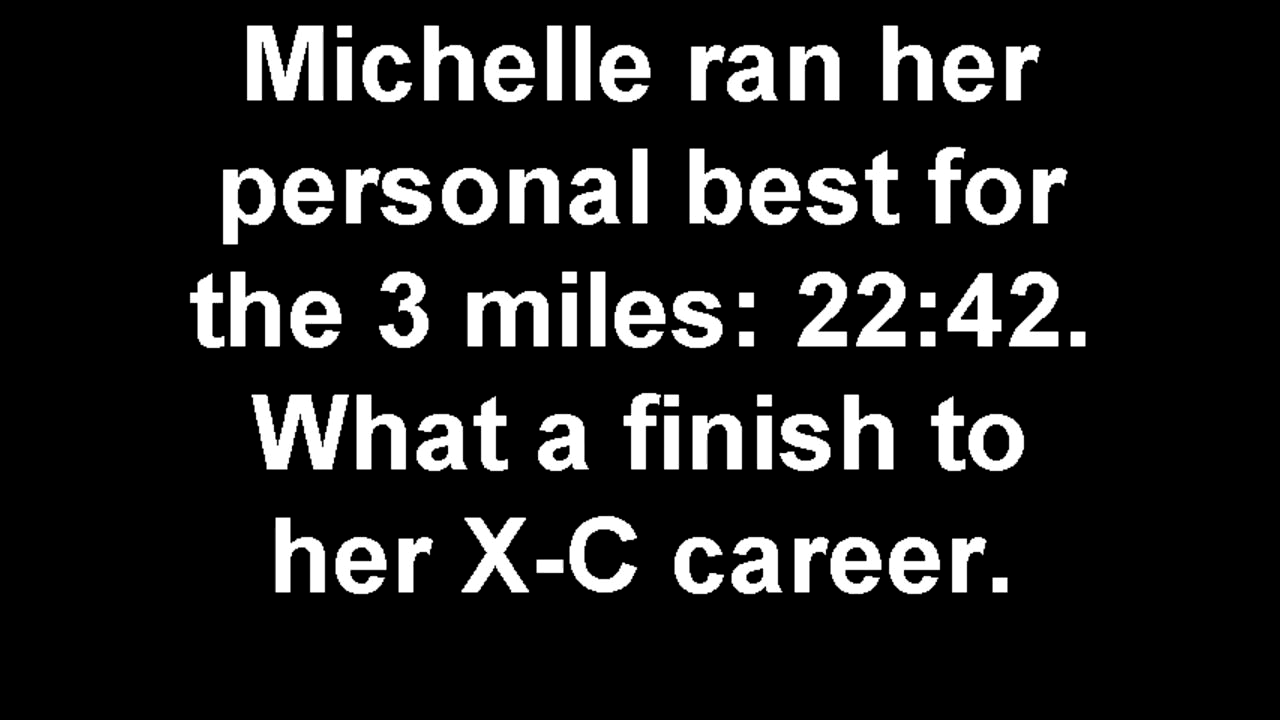 Michelle ran her
personal best for
the 3 miles: 22:42.
What a finish to
her X-C career.